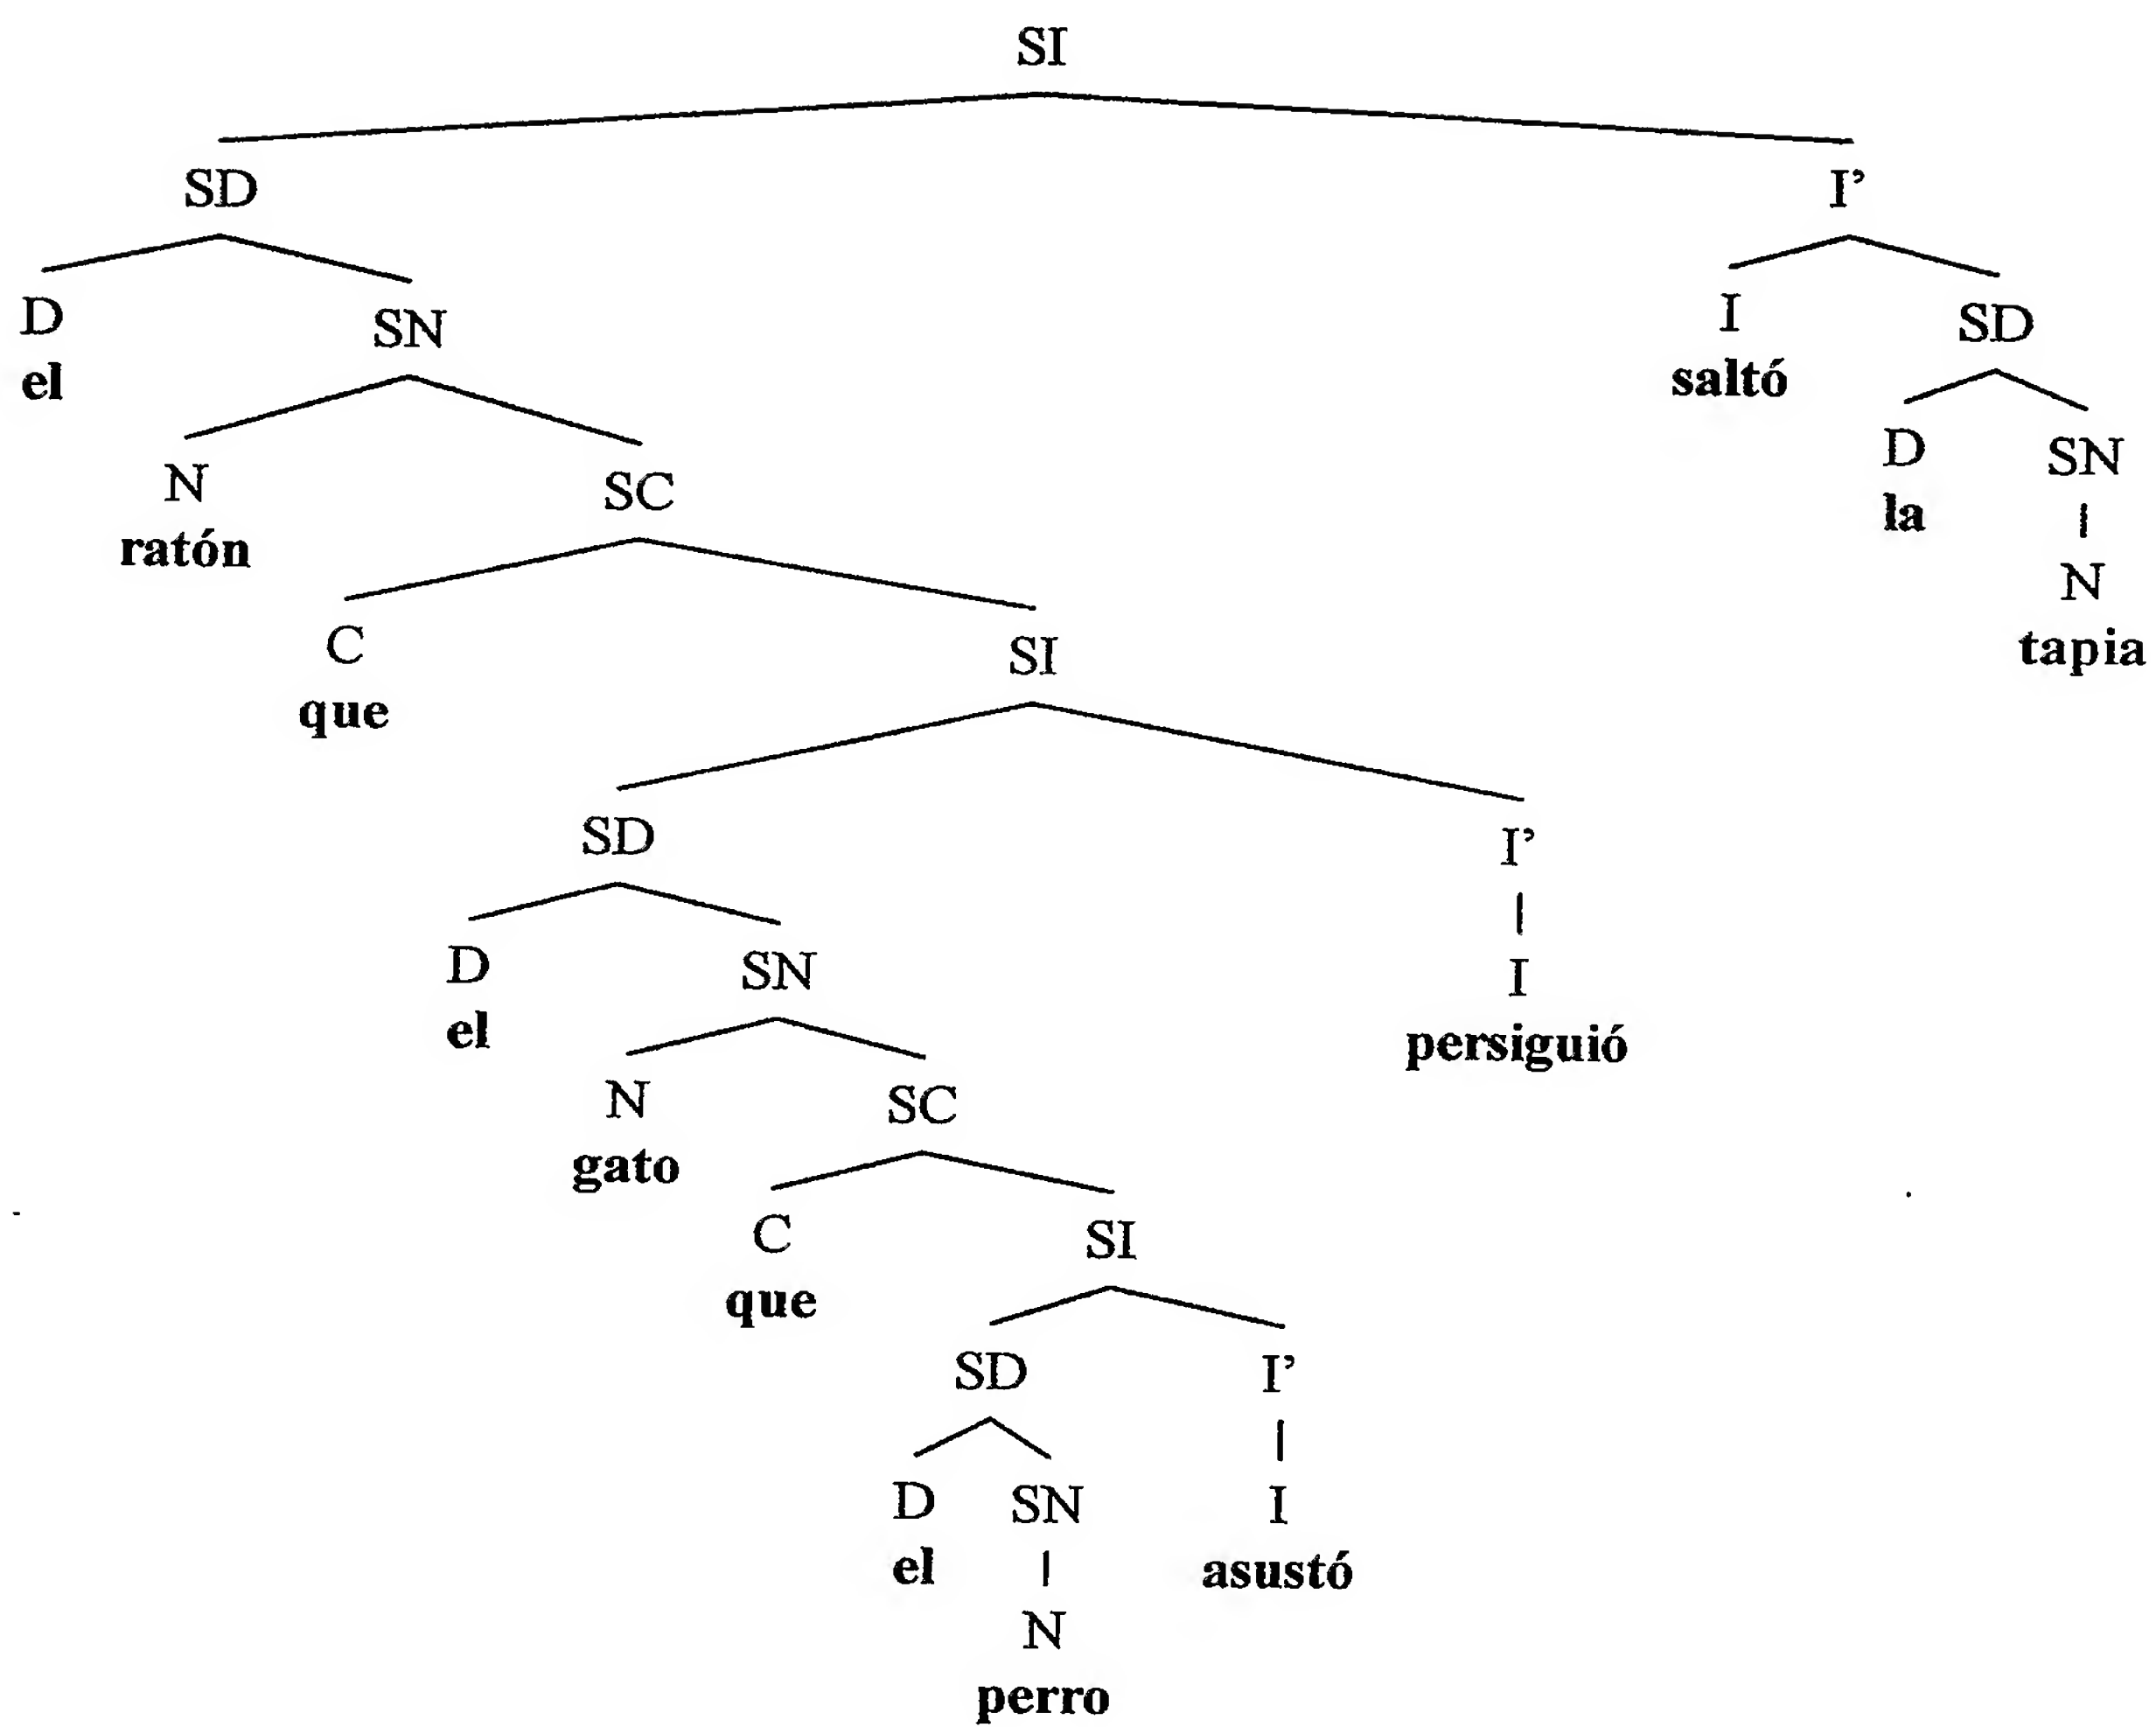 SI
SD I’
D SN I SD
el saltó
N SC D SN
ratón la
N
C SI tapia
que
SD I’
D SN I
el persiguió
N SC
gato
C SI
que
SD I’
D SN I
el asustó
N
perro